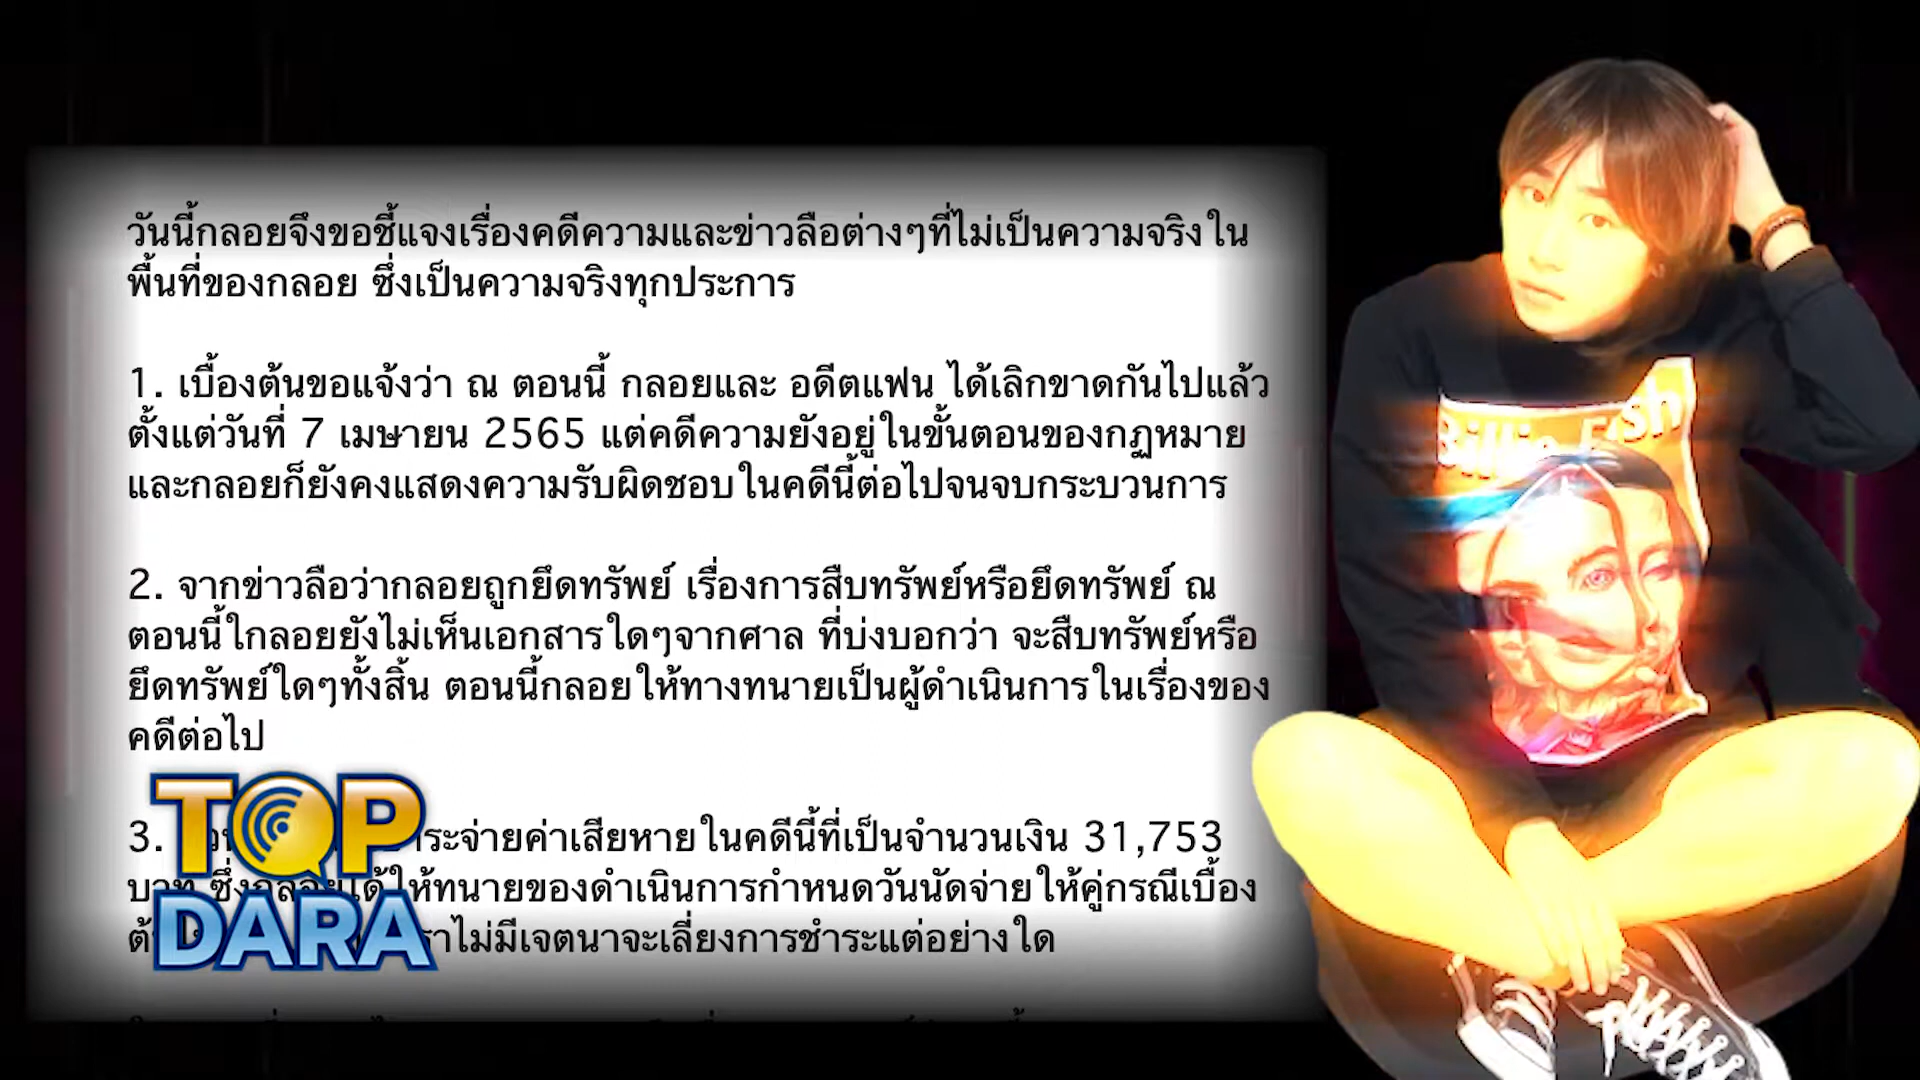 วันนี้กลอยจึงขอชี้แจงเรื่องคดีความและข่าวลือต่างๆที่ไม่เป็นความจริงใน
พื้นที่ของกลอย ซึ่งเป็นความจริงทุกประการ
1. เบื้องต้นขอแจ้งว่า ณ ตอนนี้ กลอยและ อดีตแฟน ได้เลิกขาดกันไปแล้ว
ตั้งแต่วันที่ 7 เมษายน 2565 แต่คดีความยังอยู่ในขั้นตอนของกฎหมาย
และกลอยก็ยังคงแสดงความรับผิดชอบในคดีนี้ต่อไปจนจบกระบวนการ
2. จากข่าวลือว่ากลอยถูกยึดทรัพย์ เรื่องการสืบทรัพย์หรือยึดทรัพย์ ณ
ตอนนี้ใกลอยยังไม่เห็นเอกสารใดๆจากศาล ที่บ่งบอกว่า จะสืบทรัพย์หรือ
ยึดทรัพย์ใดๆทั้งสิ้น ตอนนี้กลอยให้ทางทนายเป็นผู้ดำเนินการในเรื่องของ
คดีต่อไป
3. จ่ายค่าเสียหายในคดีนี้ที่เป็นจำนวนเงิน 31,753
บาท ซึ่งกลอยได้ให้ทนายของดำเนินการกำหนดวันนัดจ่ายให้คู่กรณีเบื้อง
เราไม่มีเจตนาจะเลี่ยงการชำระแต่อย่างใด
TOP
DARA
Billie Eilish